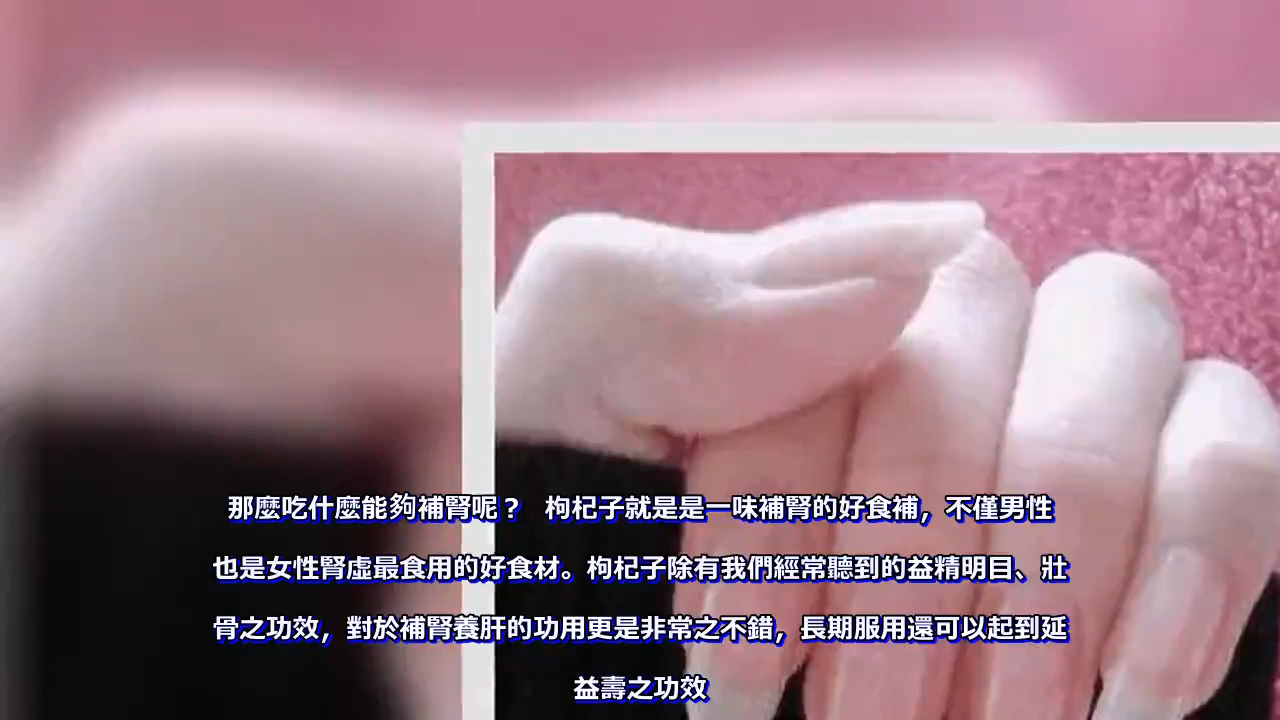 那麼吃什麼能夠補腎呢？ 枸杞子就是是一味補腎的好食補，不僅男性
也是女性腎虛最食用的好食材。枸杞子除有我們經常聽到的益精明目、壯
骨之功效，對於補腎養肝的功用更是非常之不錯，長期服用還可以起到延
益壽之功效